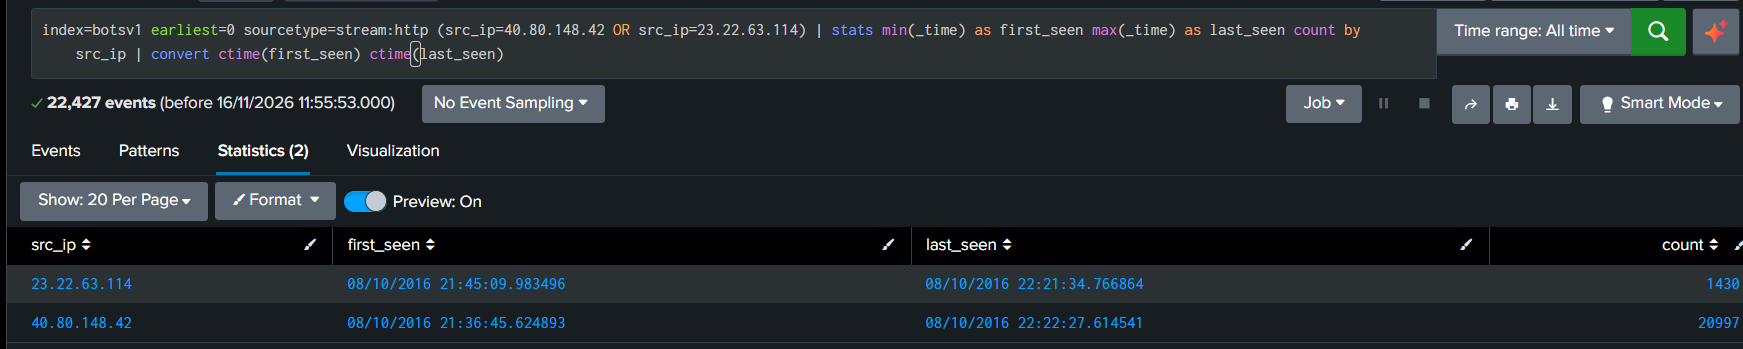 index=botsv1 earliest=0 sourcetype=stream:http (src_ip=40.80.148.42 OR src_ip=23.22.63.114) | stats min(_time) as first_seen max(_time) as last_seen count by
src_ip | convert ctime(first_seen) ctime(last_seen)
Time range: All time
22,427 events (before 16/11/2026 11:55:53.000)
No Event Sampling
Job
Smart Mode
Events
Patterns
Statistics (2)
Visualization
Show: 20 Per Page
Format
Preview: On
src_ip first_seen last_seen count
23.22.63.114 08/10/2016 21:45:09.983496 08/10/2016 22:21:34.766864 1430
40.80.148.42 08/10/2016 21:36:45.624893 08/10/2016 22:22:27.614541 20997